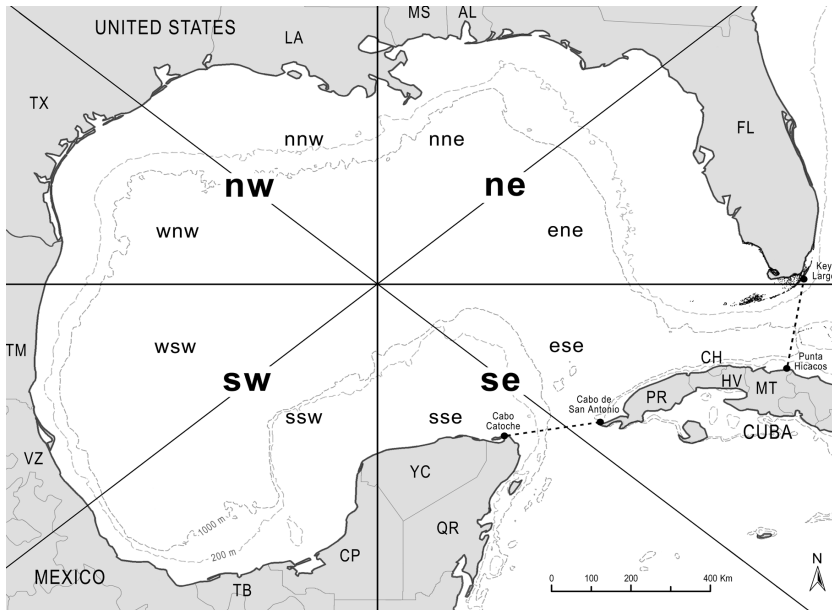 MS
AL
UNITED STATES
LA
TX
FL
nnw
nne
nw
ne
wnw
ene
Key
Largo
wsw
ese
TM
CH
Punta
Hicacos
sw
se
HV
MT
PR
Cabo de
San Antonio
Cabo
Catoche
ssw
sse
CUBA
VZ
YC
1000 m
QR
200 m
CP
N
MEXICO
TB
0
100
200
400 Km